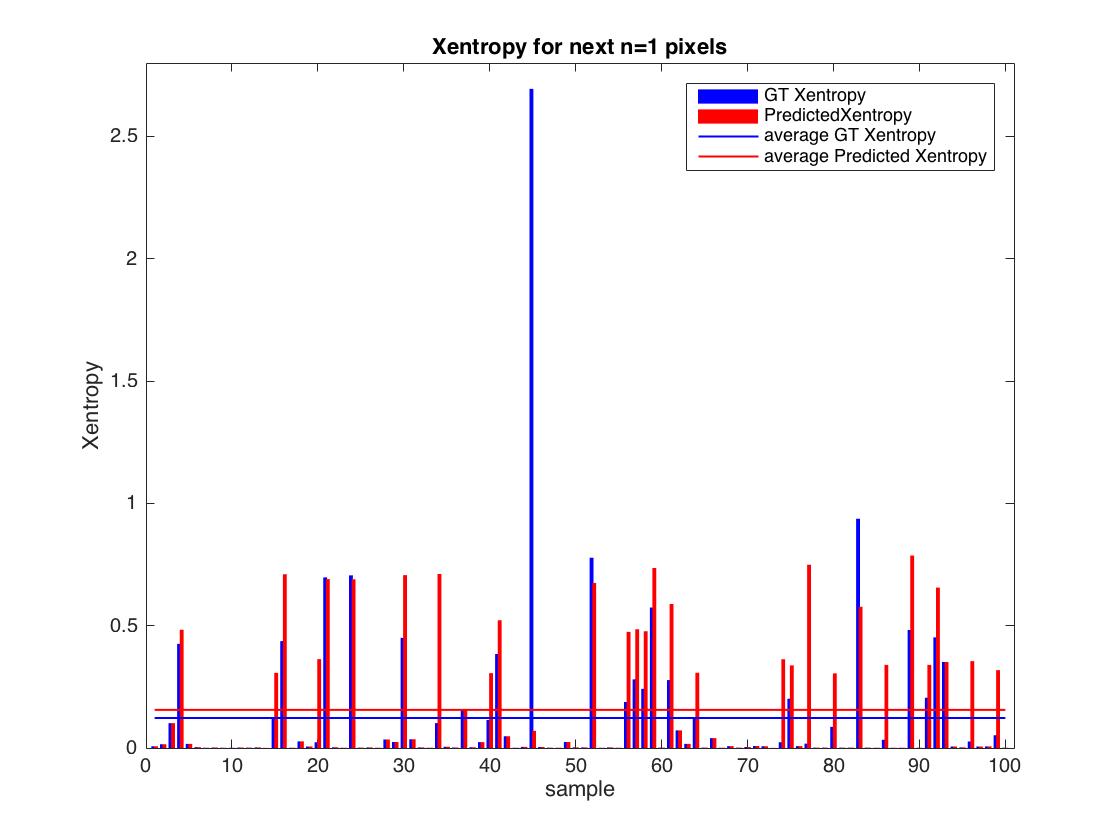 Xentropy for next n=1 pixels
GT Xentropy
PredictedXentropy
average GT Xentropy
average Predicted Xentropy
2.5
2
1.5
1
0.5
0
Xentropy
0 10 20 30 40 50 60 70 80 90 100
sample